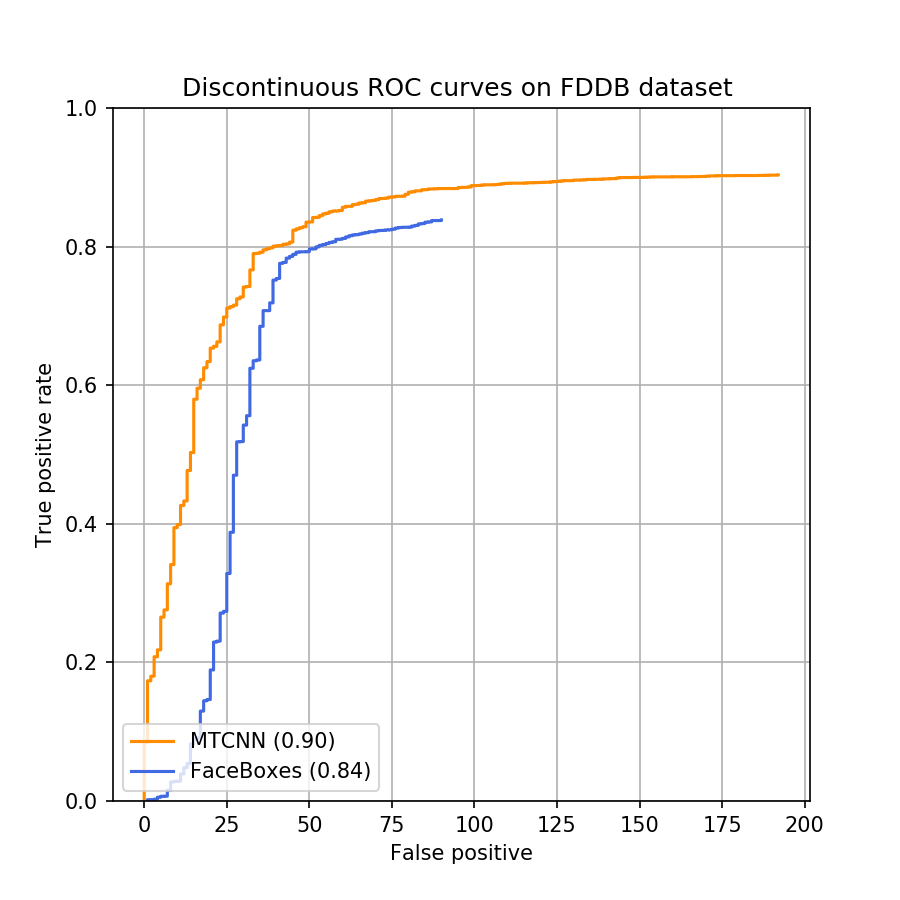 Discontinuous ROC curves on FDDB dataset
1.0
0.8
0.6
0.4
0.2
0.0
True positive rate
MTCNN (0.90)
FaceBoxes (0.84)
0 25 50 75 100 125 150 175 200
False positive